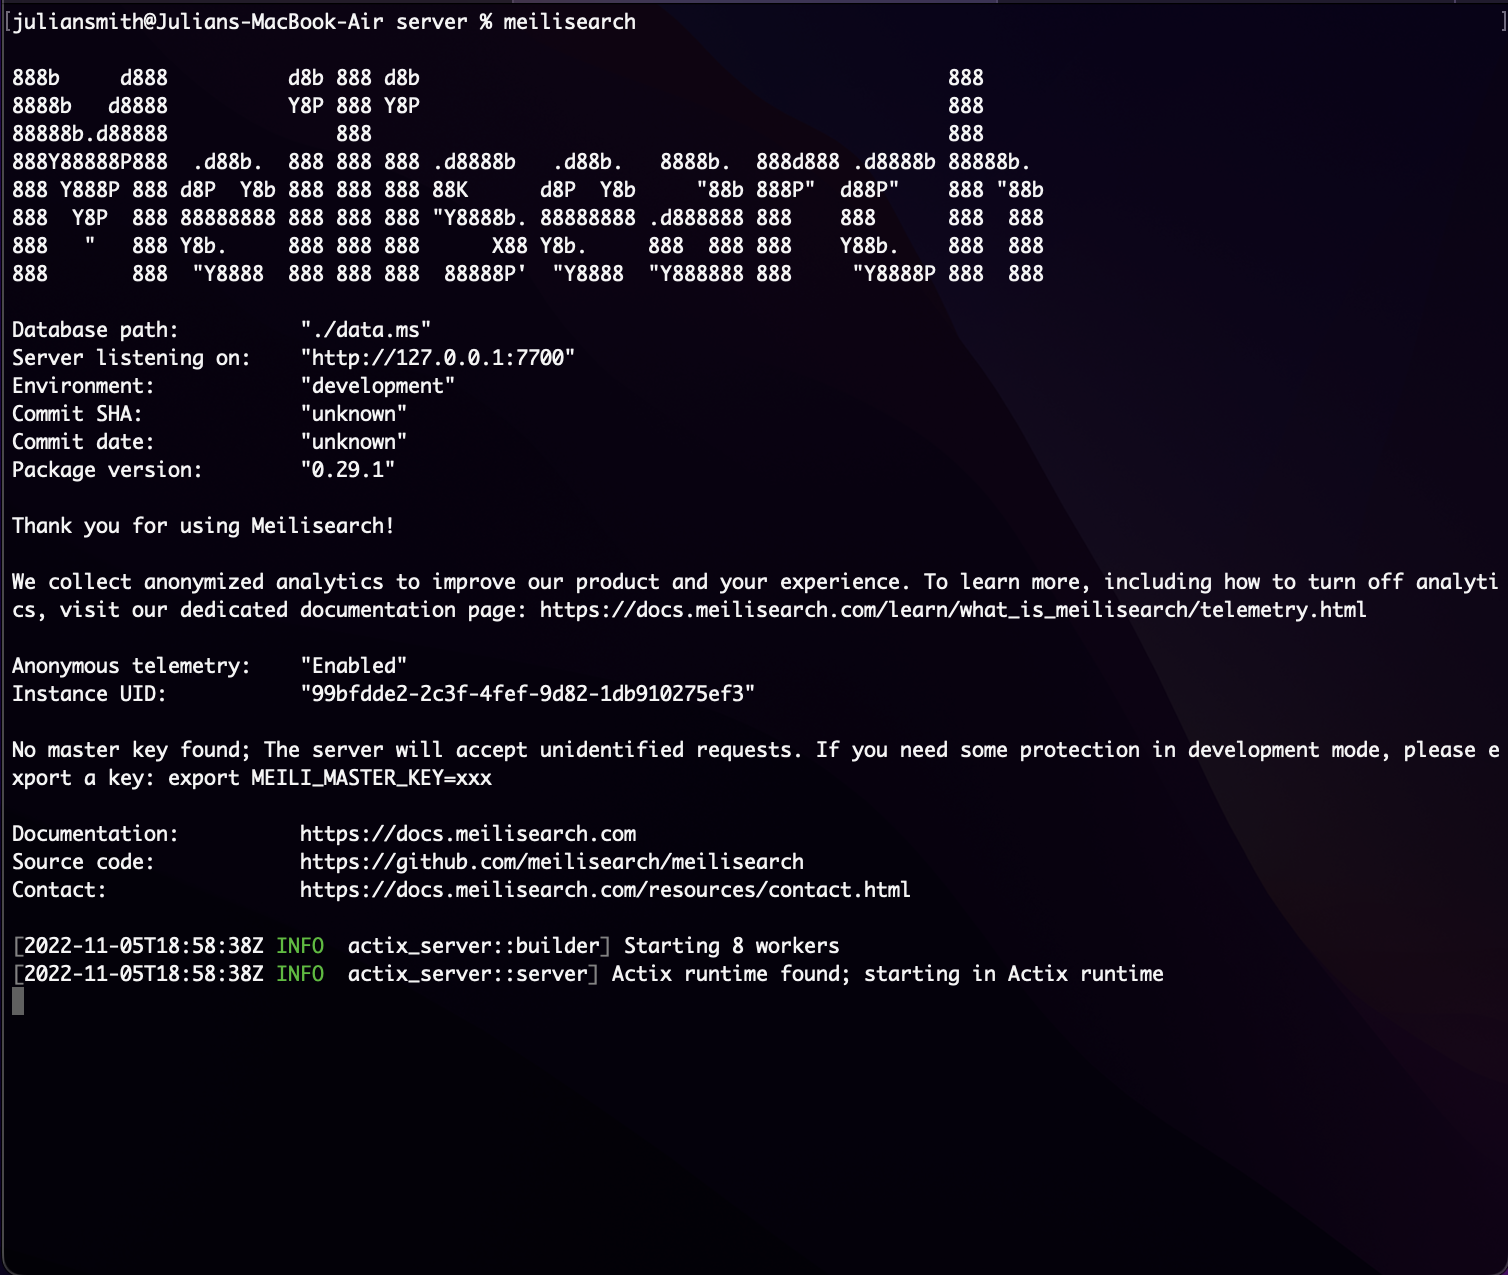 [juliansmith@Julians-MacBook-Air server % meilisearch ]
888b     d888          d8b 888 d8b                                            888
8888b   d8888          Y8P 888 Y8P                                            888
88888b.d88888              888                                                888
888Y88888P888  .d88b.  888 888 888 .d8888b   .d88b.   8888b.  888d888 .d8888b 88888b.
888 Y888P 888 d8P  Y8b 888 888 888 88K      d8P  Y8b     "88b 888P"  d88P"    888 "88b
888  Y8P  888 88888888 888 888 888 "Y8888b. 88888888 .d888888 888    888      888  888
888   "   888 Y8b.     888 888 888      X88 Y8b.     888  888 888    Y88b.    888  888
888       888  "Y8888  888 888 888  88888P'  "Y8888  "Y888888 888     "Y8888P 888  888
Database path:          "./data.ms"
Server listening on:    "http://127.0.0.1:7700"
Environment:            "development"
Commit SHA:             "unknown"
Commit date:            "unknown"
Package version:        "0.29.1"
Thank you for using Meilisearch!
We collect anonymized analytics to improve our product and your experience. To learn more, including how to turn off analyti
cs, visit our dedicated documentation page: https://docs.meilisearch.com/learn/what_is_meilisearch/telemetry.html
Anonymous telemetry:    "Enabled"
Instance UID:           "99bfdde2-2c3f-4fef-9d82-1db910275ef3"
No master key found; The server will accept unidentified requests. If you need some protection in development mode, please e
xport a key: export MEILI_MASTER_KEY=xxx
Documentation:          https://docs.meilisearch.com
Source code:            https://github.com/meilisearch/meilisearch
Contact:                https://docs.meilisearch.com/resources/contact.html
[2022-11-05T18:58:38Z INFO  actix_server::builder] Starting 8 workers
[2022-11-05T18:58:38Z INFO  actix_server::server] Actix runtime found; starting in Actix runtime